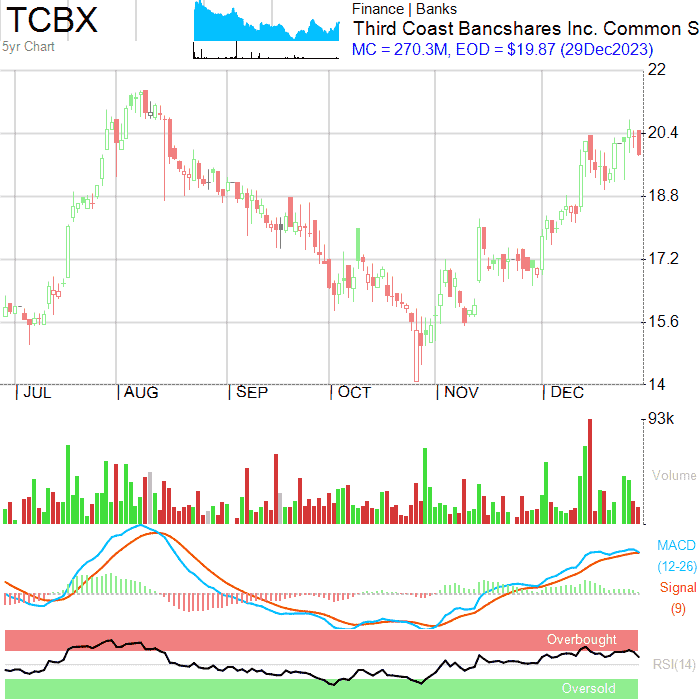 TCBX
5yr Chart
Finance | Banks
Third Coast Bancshares Inc. Common S
MC = 270.3M, EOD = $19.87 (29Dec2023)
22
20.4
18.8
17.2
15.6
14
JUL AUG SEP OCT NOV DEC
93k
Volume
MACD
(12-26)
Signal
(9)
Overbought
RSI(14)
Oversold